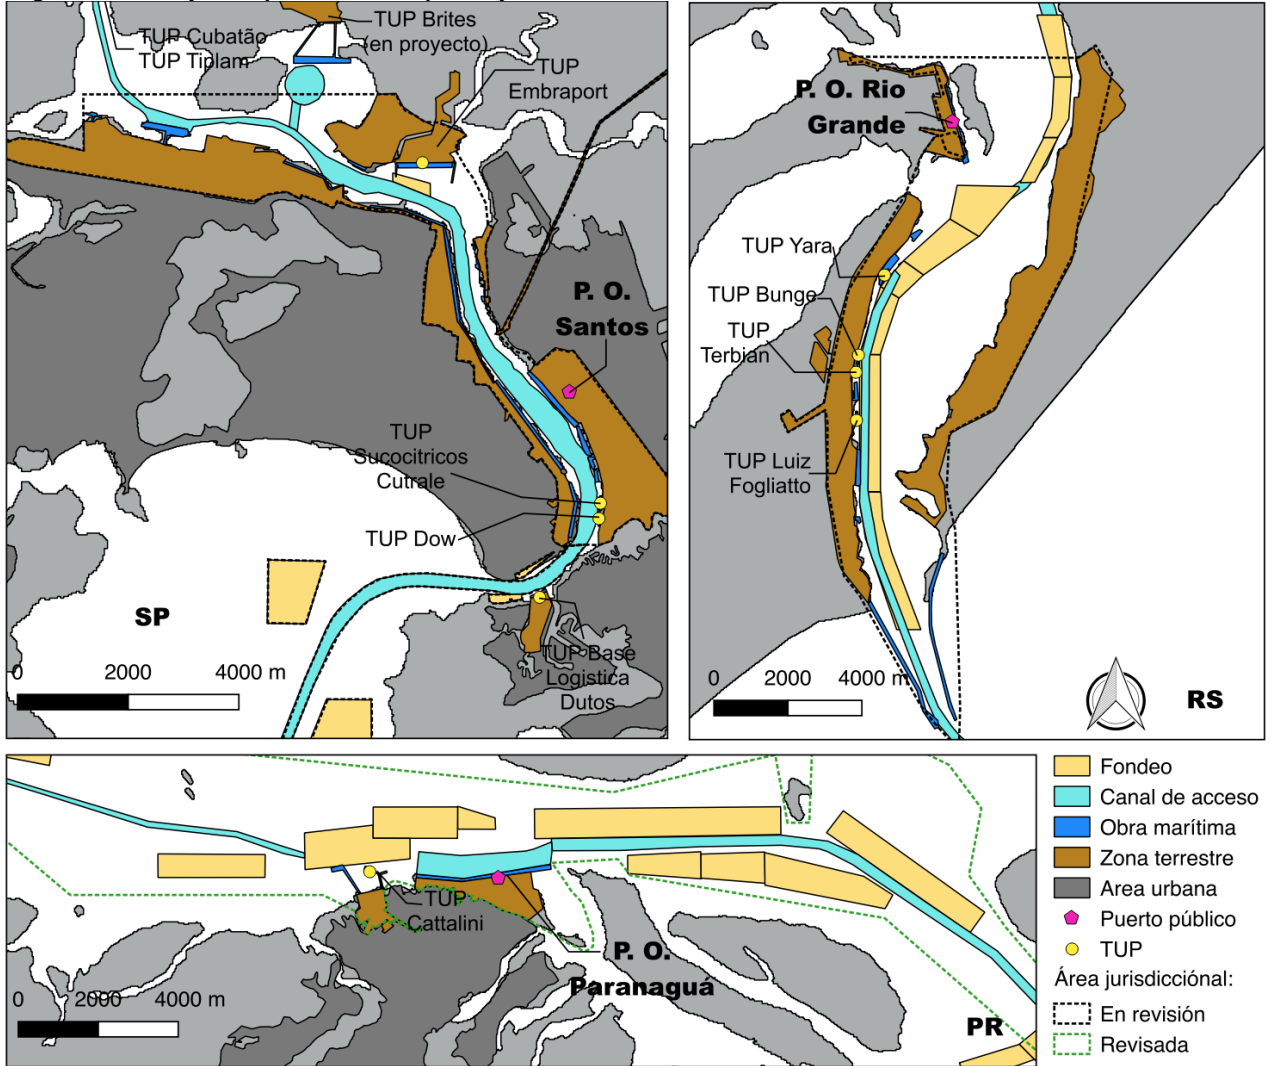 TUP Cubatão
TUP Tiplam
TUP Brites
(en proyecto)
TUP
Embraport
P. O.
Santos
TUP
Sucocitricos
Cutrale
TUP Dow
SP
TUP Base
Logistica
Dutos
0 2000 4000 m
P. O. Rio
Grande
TUP Yara
TUP Bunge
TUP
Terbian
TUP Luiz
Fogliatto
0 2000 4000 m
RS
TUP
Cattalini
P. O.
Paranaguá
0 2000 4000 m
PR
Fondeo
Canal de acceso
Obra marítima
Zona terrestre
Area urbana
Puerto público
TUP
Área jurisdicciónal:
En revisión
Revisada